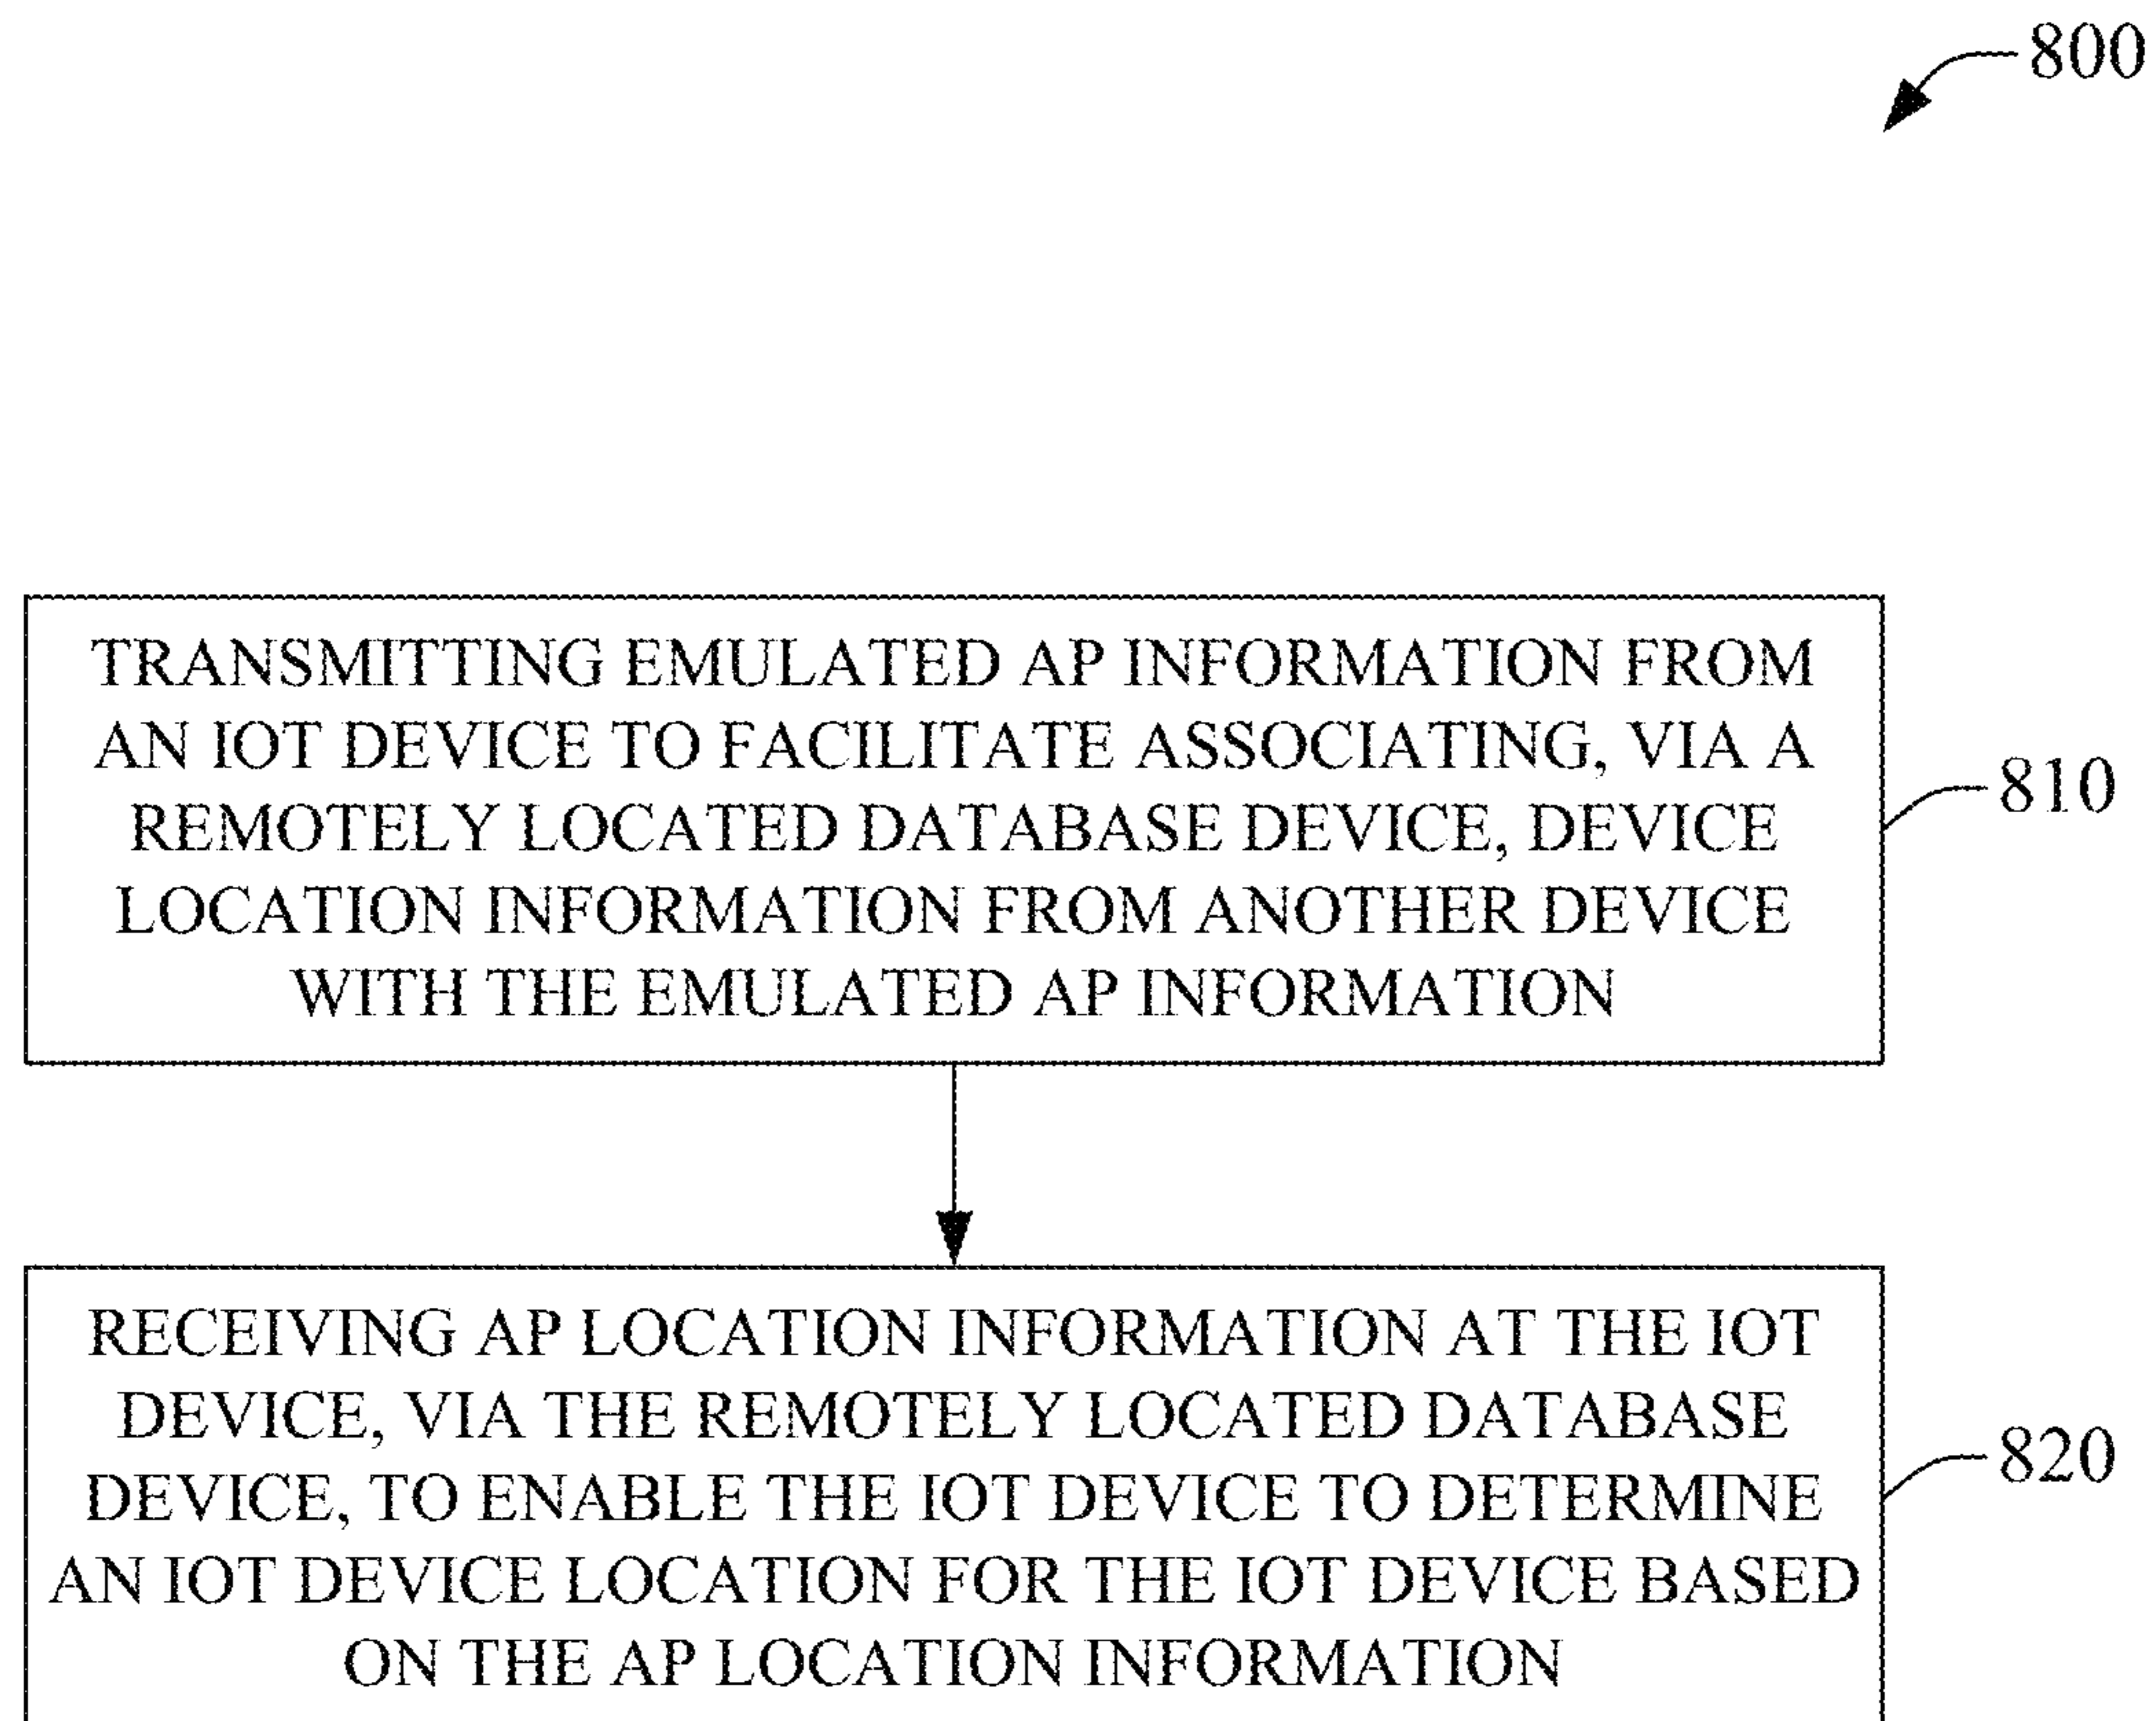 800
TRANSMITTING EMULATED AP INFORMATION FROM
AN IOT DEVICE TO FACILITATE ASSOCIATING, VIA A
REMOTELY LOCATED DATABASE DEVICE, DEVICE
LOCATION INFORMATION FROM ANOTHER DEVICE
WITH THE EMULATED AP INFORMATION
810
RECEIVING AP LOCATION INFORMATION AT THE IOT
DEVICE, VIA THE REMOTELY LOCATED DATABASE
DEVICE, TO ENABLE THE IOT DEVICE TO DETERMINE
AN IOT DEVICE LOCATION FOR THE IOT DEVICE BASED
ON THE AP LOCATION INFORMATION
820